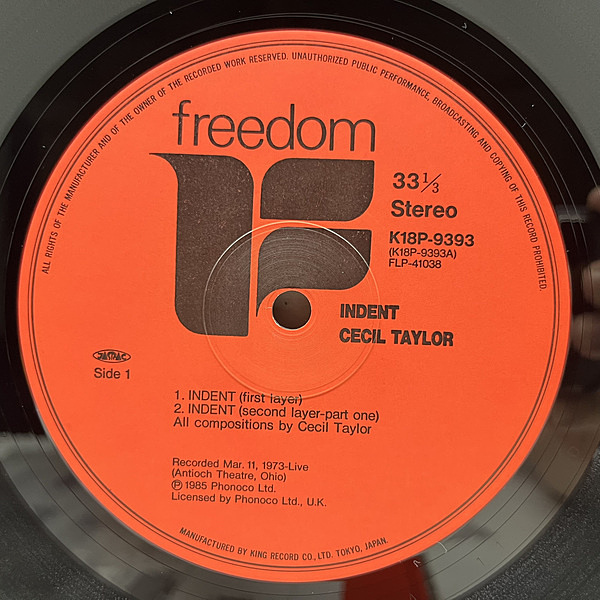 ALL RIGHTS OF THE MANUFACTURER AND OF THE OWNER OF THE RECORDED WORK RESERVED. UNAUTHORIZED PUBLIC PERFORMANCE, BROADCASTING AND COPYING OF THIS RECORD PROHIBITED.
freedom
33 1/3
Stereo
K18P-9393
(K18P-9393A)
FLP-41038
INDENT
CECIL TAYLOR
JASRAC
Side 1
1. INDENT (first layer)
2. INDENT (second layer-part one)
All compositions by Cecil Taylor
Recorded Mar. 11, 1973-Live
(Antioch Theatre, Ohio)
Ⓟ 1985 Phonoco Ltd.
Licensed by Phonoco Ltd., U.K.
MANUFACTURED BY KING RECORD CO., LTD. TOKYO, JAPAN.